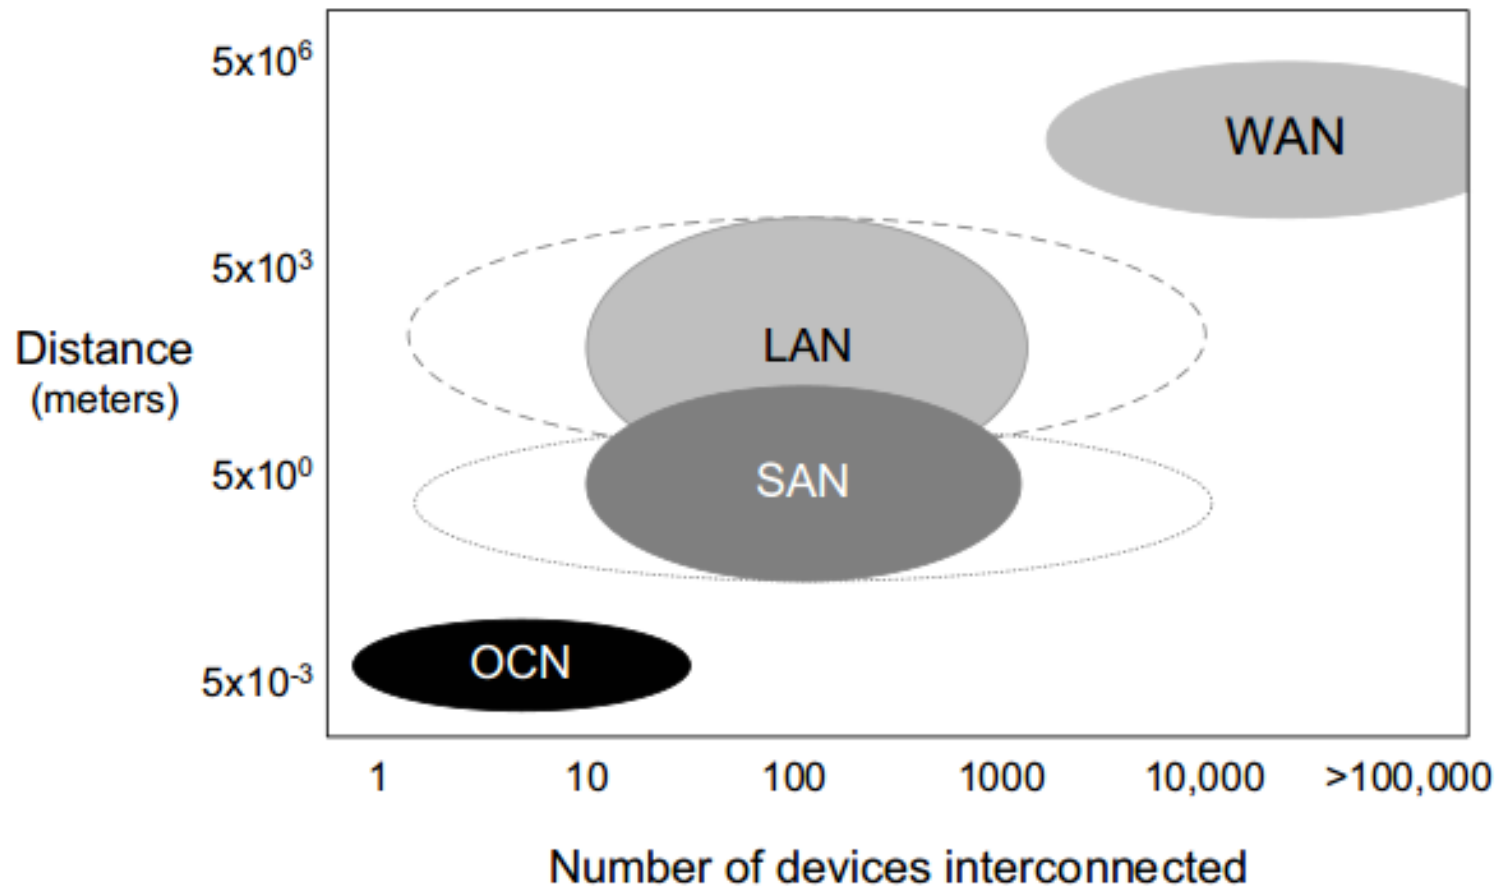 5x10⁶
WAN
5x10³
LAN
Distance
(meters)
5x10⁰
SAN
5x10⁻³
OCN
1 10 100 1000 10,000 >100,000
Number of devices interconnected